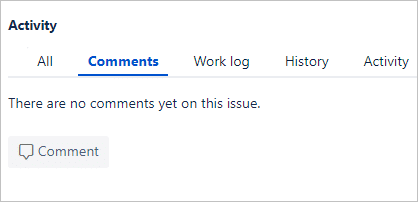 Activity
All Comments Work log History Activity
There are no comments yet on this issue.
Comment